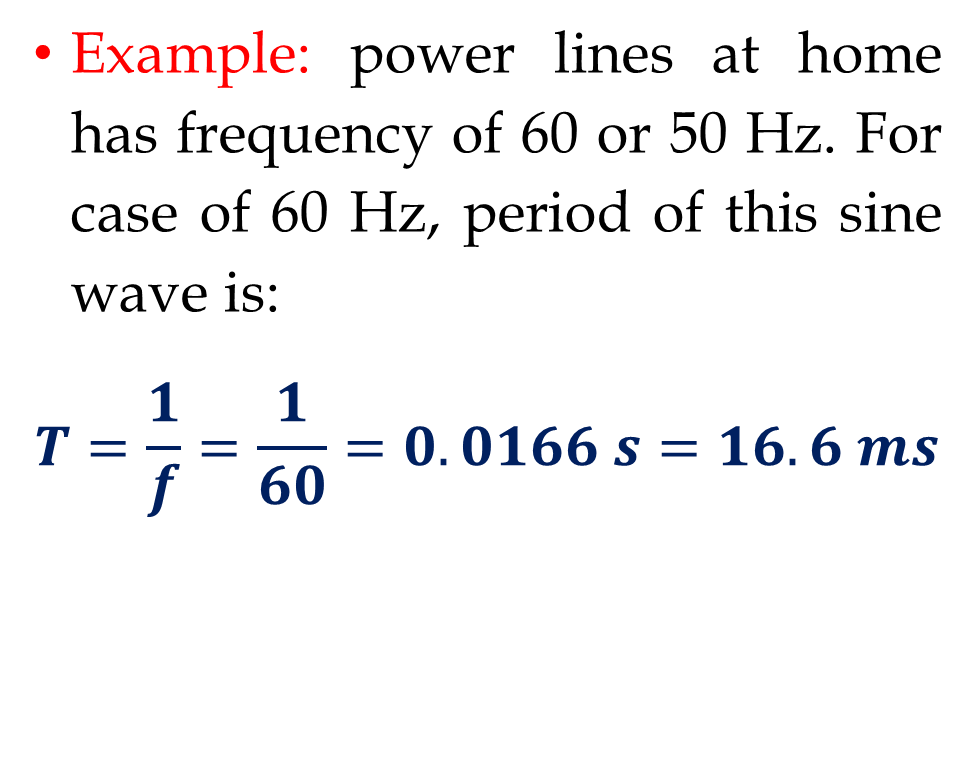 • Example: power lines at home
has frequency of 60 or 50 Hz. For
case of 60 Hz, period of this sine
wave is:
T = 1/f = 1/60 = 0.0166 s = 16.6 ms